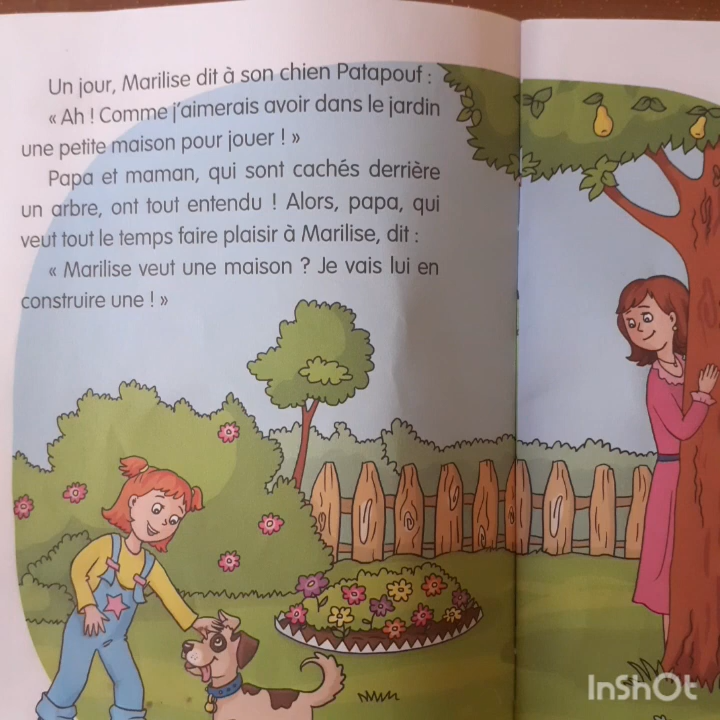 Un jour, Marilise dit à son chien Patapouf :
« Ah ! Comme j'aimerais avoir dans le jardin
une petite maison pour jouer ! »
Papa et maman, qui sont cachés derrière
un arbre, ont tout entendu ! Alors, papa, qui
veut tout le temps faire plaisir à Marilise, dit :
« Marilise veut une maison ? Je vais lui en
construire une ! »
InShOt